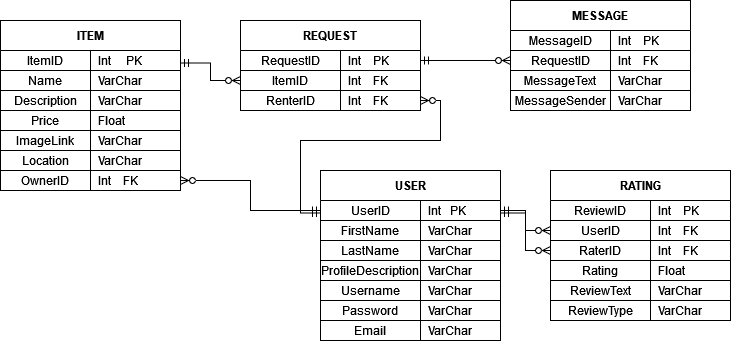 ITEM
ItemID Int PK
Name VarChar
Description VarChar
Price Float
ImageLink VarChar
Location VarChar
OwnerID Int FK
REQUEST
RequestID Int PK
ItemID Int FK
RenterID Int FK
MESSAGE
MessageID Int PK
RequestID Int FK
MessageText VarChar
MessageSender VarChar
USER
UserID Int PK
FirstName VarChar
LastName VarChar
ProfileDescription VarChar
Username VarChar
Password VarChar
Email VarChar
RATING
ReviewID Int PK
UserID Int FK
RaterID Int FK
Rating Float
ReviewText VarChar
ReviewType VarChar